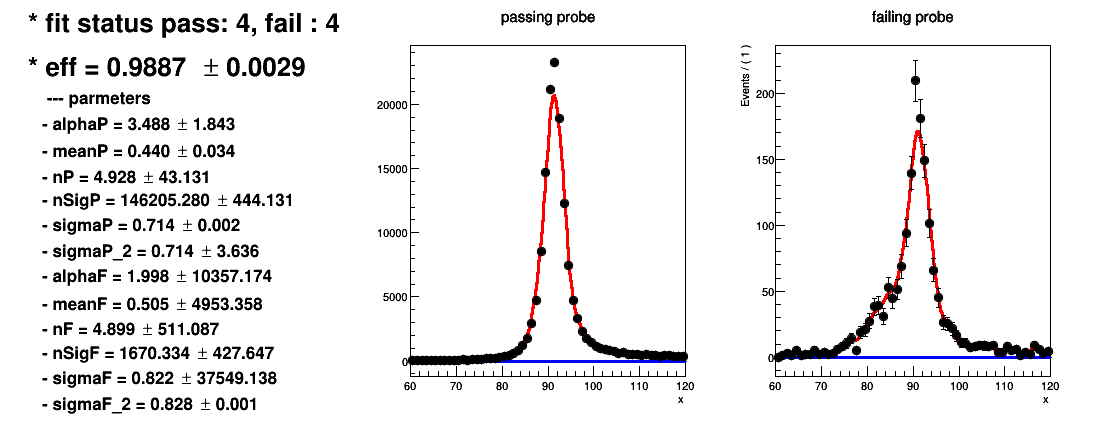 * fit status pass: 4, fail : 4
* eff = 0.9887 ± 0.0029
--- parmeters
- alphaP = 3.488 ± 1.843
- meanP = 0.440 ± 0.034
- nP = 4.928 ± 43.131
- nSigP = 146205.280 ± 444.131
- sigmaP = 0.714 ± 0.002
- sigmaP_2 = 0.714 ± 3.636
- alphaF = 1.998 ± 10357.174
- meanF = 0.505 ± 4953.358
- nF = 4.899 ± 511.087
- nSigF = 1670.334 ± 427.647
- sigmaF = 0.822 ± 37549.138
- sigmaF_2 = 0.828 ± 0.001
passing probe
20000
15000
10000
5000
0
60 70 80 90 100 110 120
x
failing probe
Events / ( 1 )
200
150
100
50
0
60 70 80 90 100 110 120
x